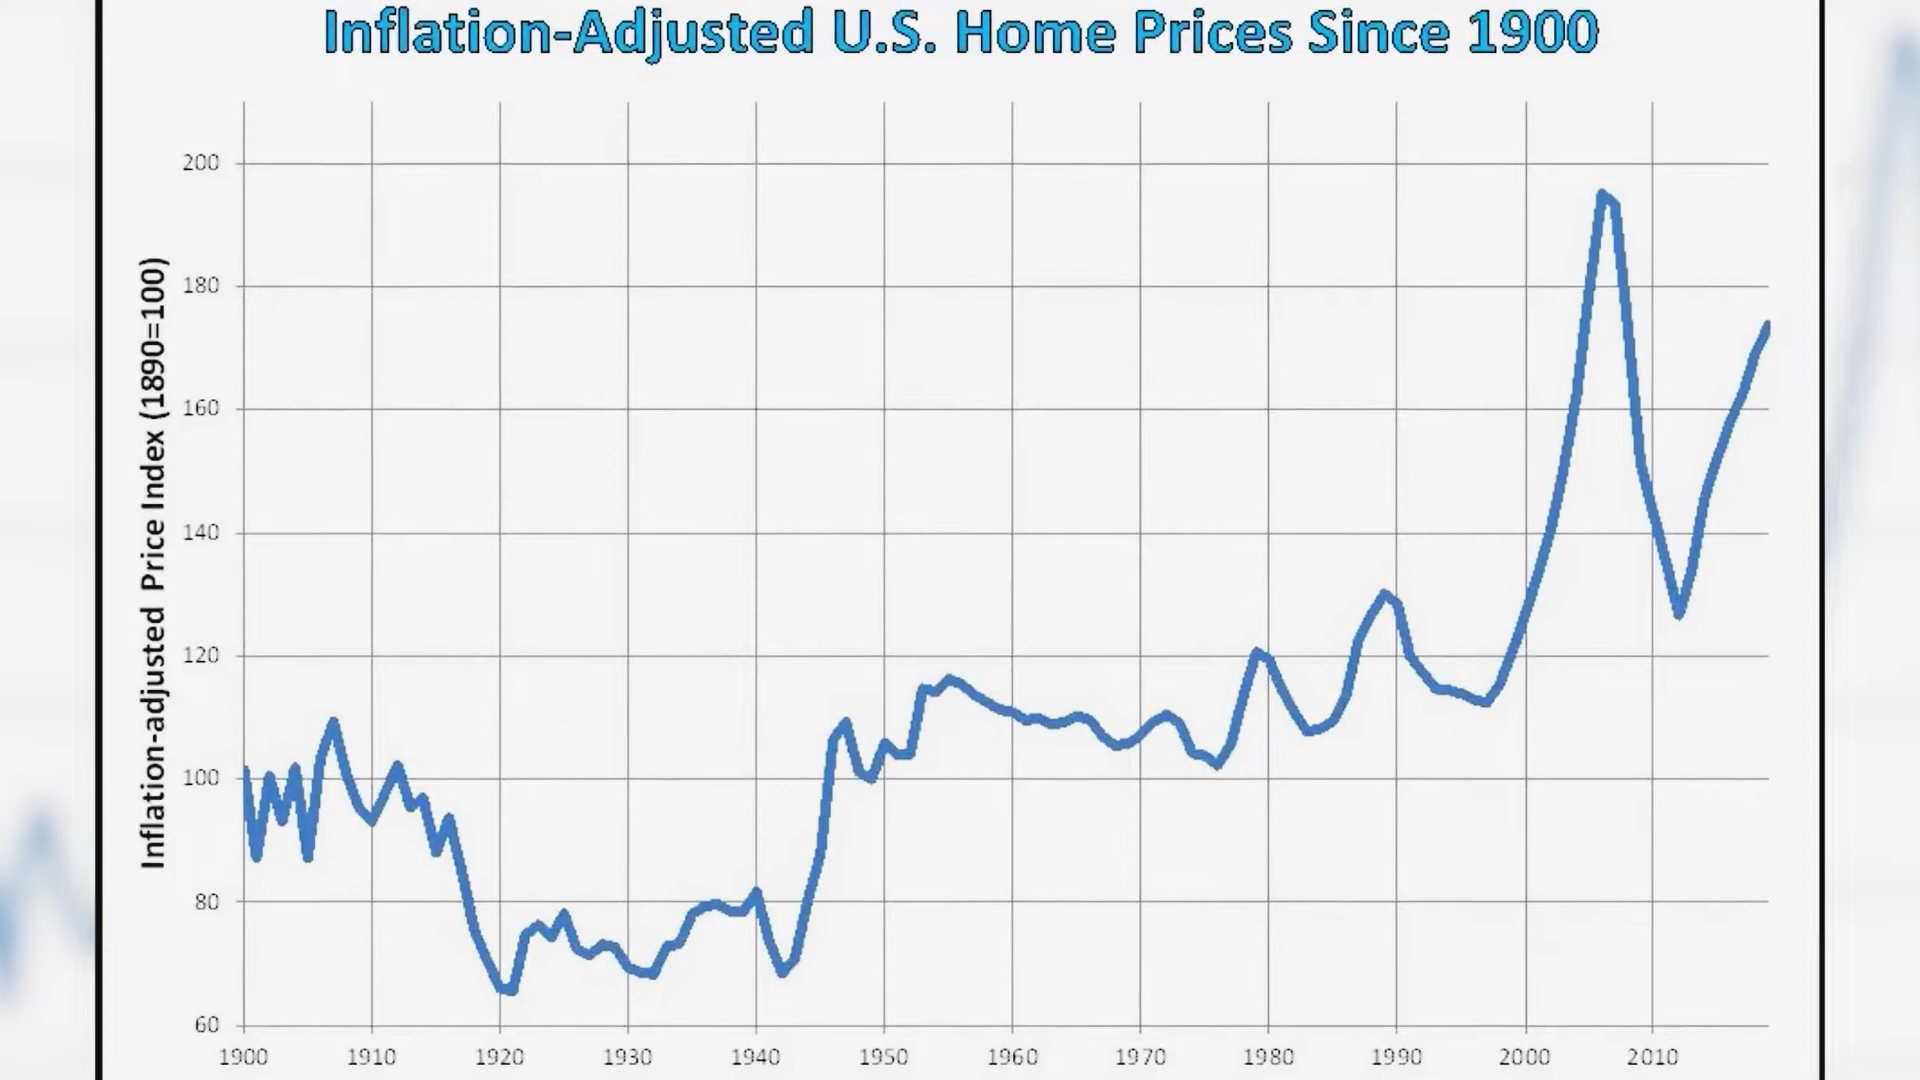 Inflation-Adjusted U.S. Home Prices Since 1900
Inflation-adjusted Price Index (1890=100)
200
180
160
140
120
100
80
60
1900 1910 1920 1930 1940 1950 1960 1970 1980 1990 2000 2010